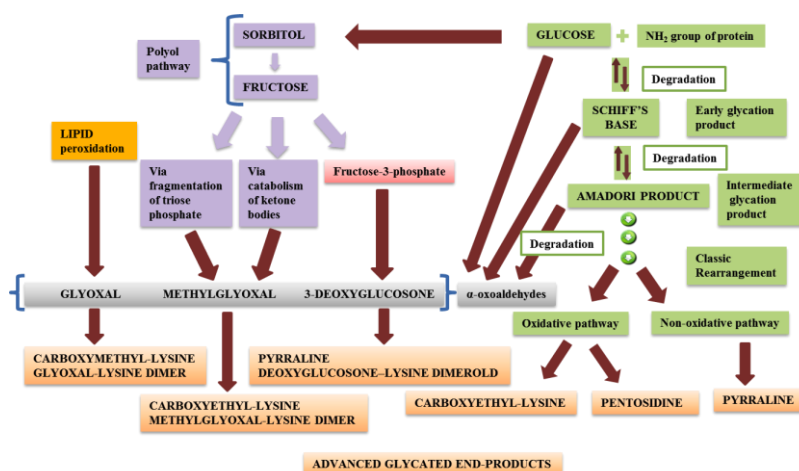 SORBITOL
GLUCOSE
+
NH2 group of protein
Polyol
pathway
FRUCTOSE
Degradation
SCHIFF'S
BASE
Early glycation
product
LIPID
peroxidation
Degradation
Via
fragmentation
of triose
phosphate
Via
catabolism
of ketone
bodies
Fructose-3-phosphate
AMADORI PRODUCT
Intermediate
glycation
product
Degradation
Classic
Rearrangement
GLYOXAL
METHYLGLYOXAL
3-DEOXYGLUCOSONE
α-oxoaldehydes
Oxidative pathway
Non-oxidative pathway
CARBOXYMETHYL-LYSINE
GLYOXAL-LYSINE DIMER
PYRRALINE
DEOXYGLUCOSONE–LYSINE DIMEROLD
CARBOXYETHYL-LYSINE
METHYLGLYOXAL-LYSINE DIMER
CARBOXYETHYL-LYSINE
PENTOSIDINE
PYRRALINE
ADVANCED GLYCATED END-PRODUCTS